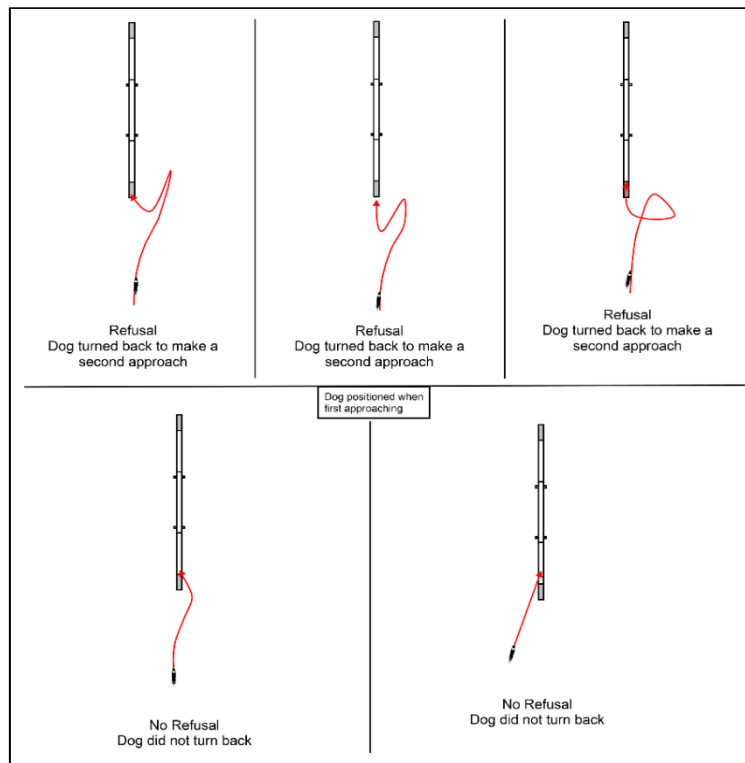 Refusal
Dog turned back to make a
second approach
Refusal
Dog turned back to make a
second approach
Refusal
Dog turned back to make a
second approach
Dog positioned when
first approaching
No Refusal
Dog did not turn back
No Refusal
Dog did not turn back